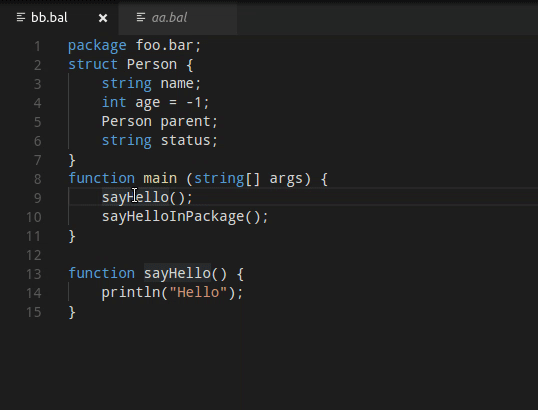 bb.bal × aa.bal
1 package foo.bar;
2 struct Person {
3     string name;
4     int age = -1;
5     Person parent;
6     string status;
7 }
8 function main (string[] args) {
9     sayHello();
10     sayHelloInPackage();
11 }
12
13 function sayHello() {
14     println("Hello");
15 }